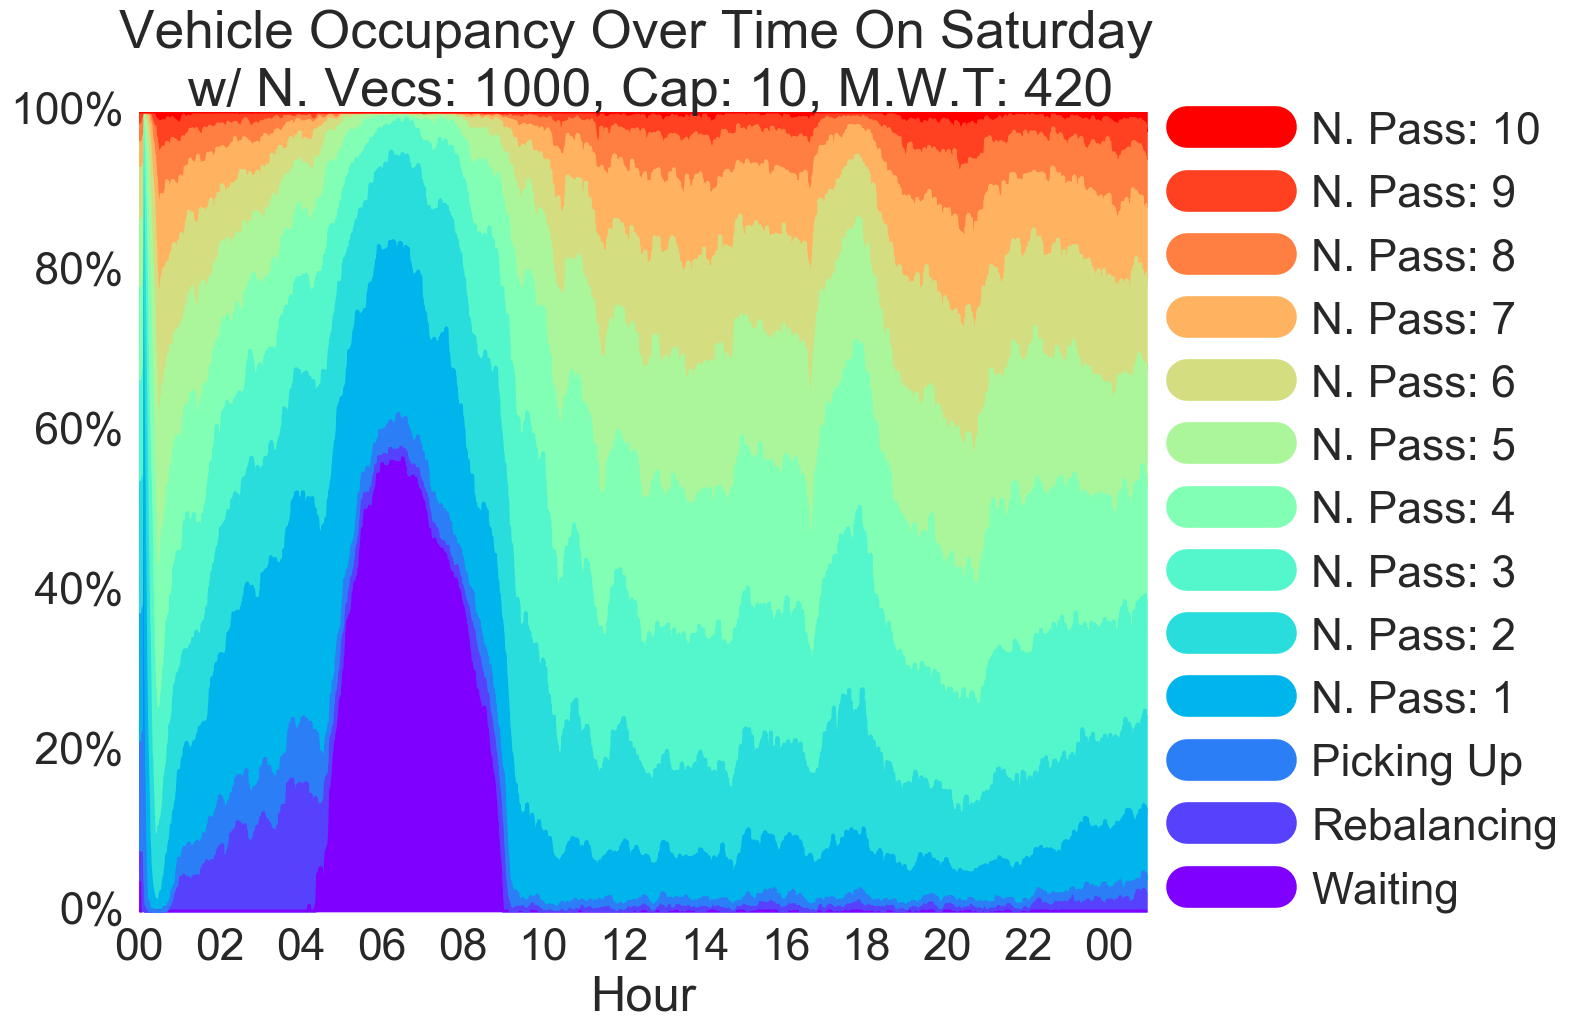 Vehicle Occupancy Over Time On Saturday
w/ N. Vecs: 1000, Cap: 10, M.W.T: 420
100%
80%
60%
40%
20%
0%
00 02 04 06 08 10 12 14 16 18 20 22 00
Hour
N. Pass: 10
N. Pass: 9
N. Pass: 8
N. Pass: 7
N. Pass: 6
N. Pass: 5
N. Pass: 4
N. Pass: 3
N. Pass: 2
N. Pass: 1
Picking Up
Rebalancing
Waiting